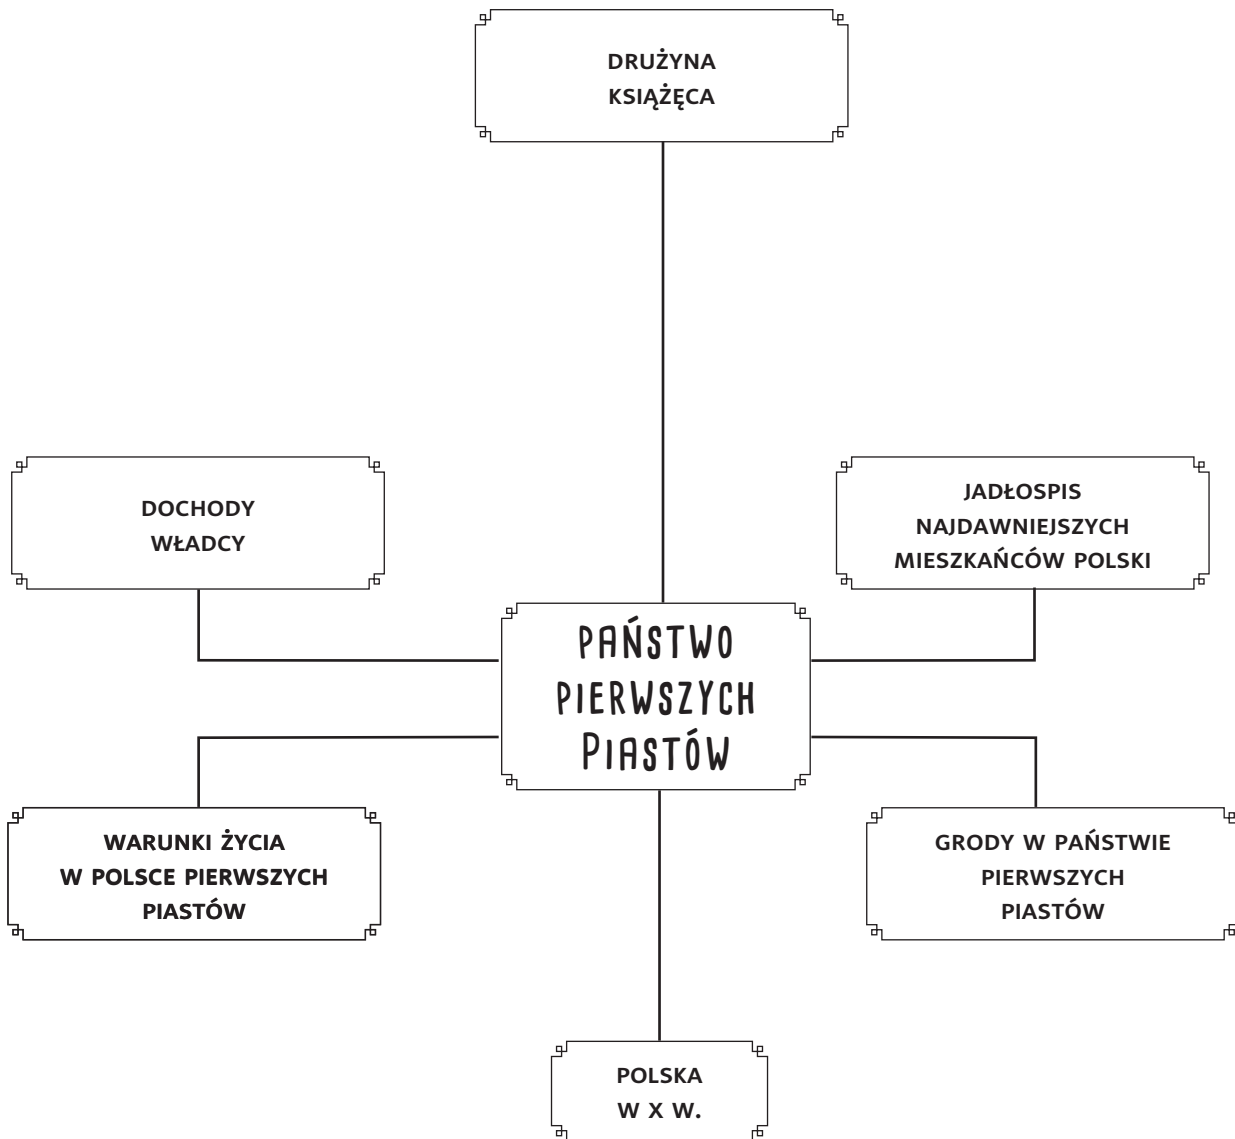 DRUŻYNA
KSIĄŻĘCA
DOCHODY
WŁADCY
JADŁOSPIS
NAJDAWNIEJSZYCH
MIESZKAŃCÓW POLSKI
PAŃSTWO
PIERWSZYCH
PIASTÓW
WARUNKI ŻYCIA
W POLSCE PIERWSZYCH
PIASTÓW
GRODY W PAŃSTWIE
PIERWSZYCH
PIASTÓW
POLSKA
W X W.